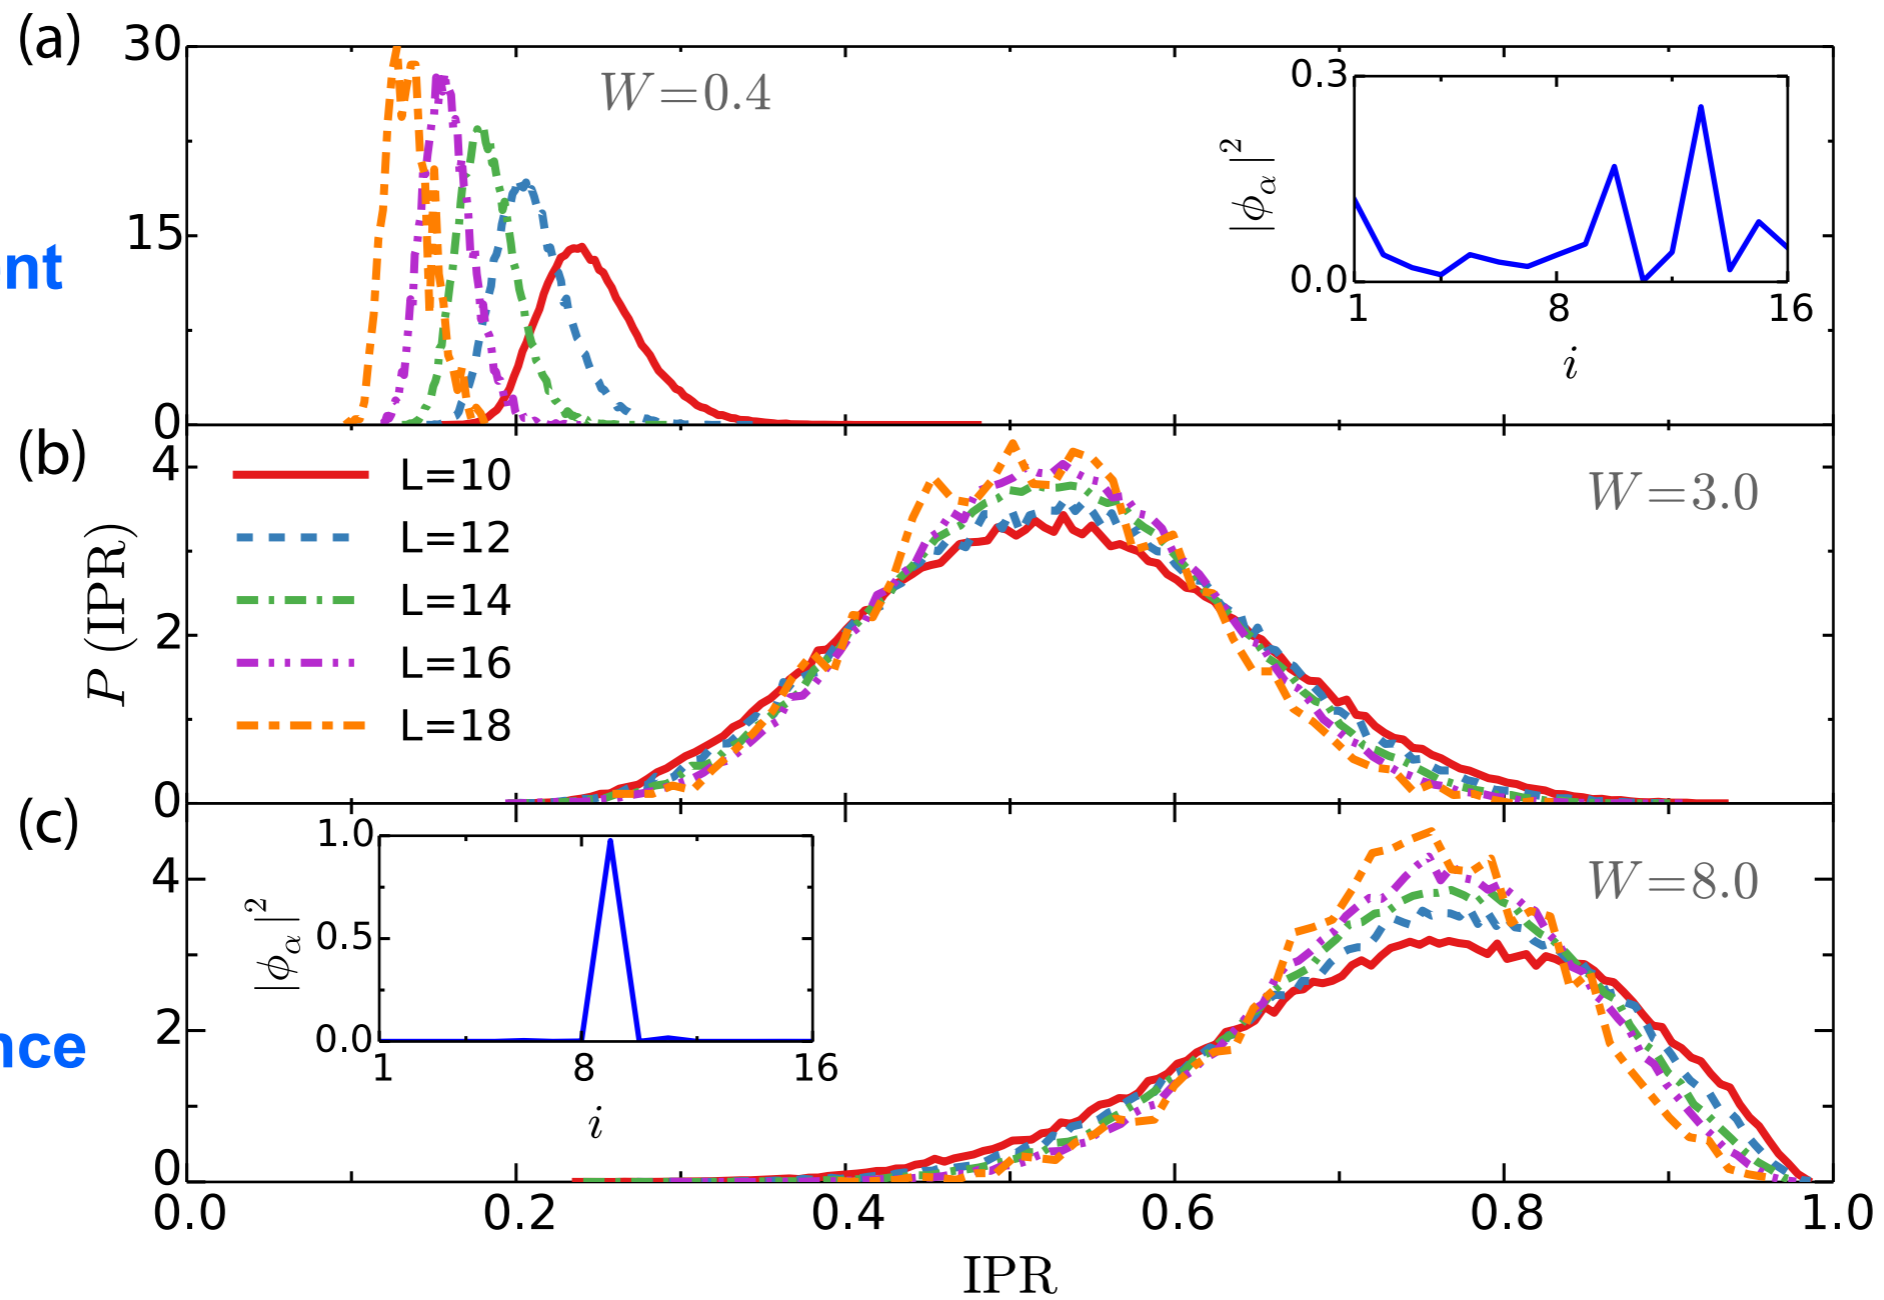 (a)
30
15
0
W=0.4
0.3
0.0
|ϕα|²
1 8 16
i
nt
(b)
4
2
0
P (IPR)
L=10
L=12
L=14
L=16
L=18
W=3.0
(c)
4
2
0
1.0
0.5
0.0
|ϕα|²
1 8 16
i
W=8.0
nce
0.0 0.2 0.4 0.6 0.8 1.0
IPR